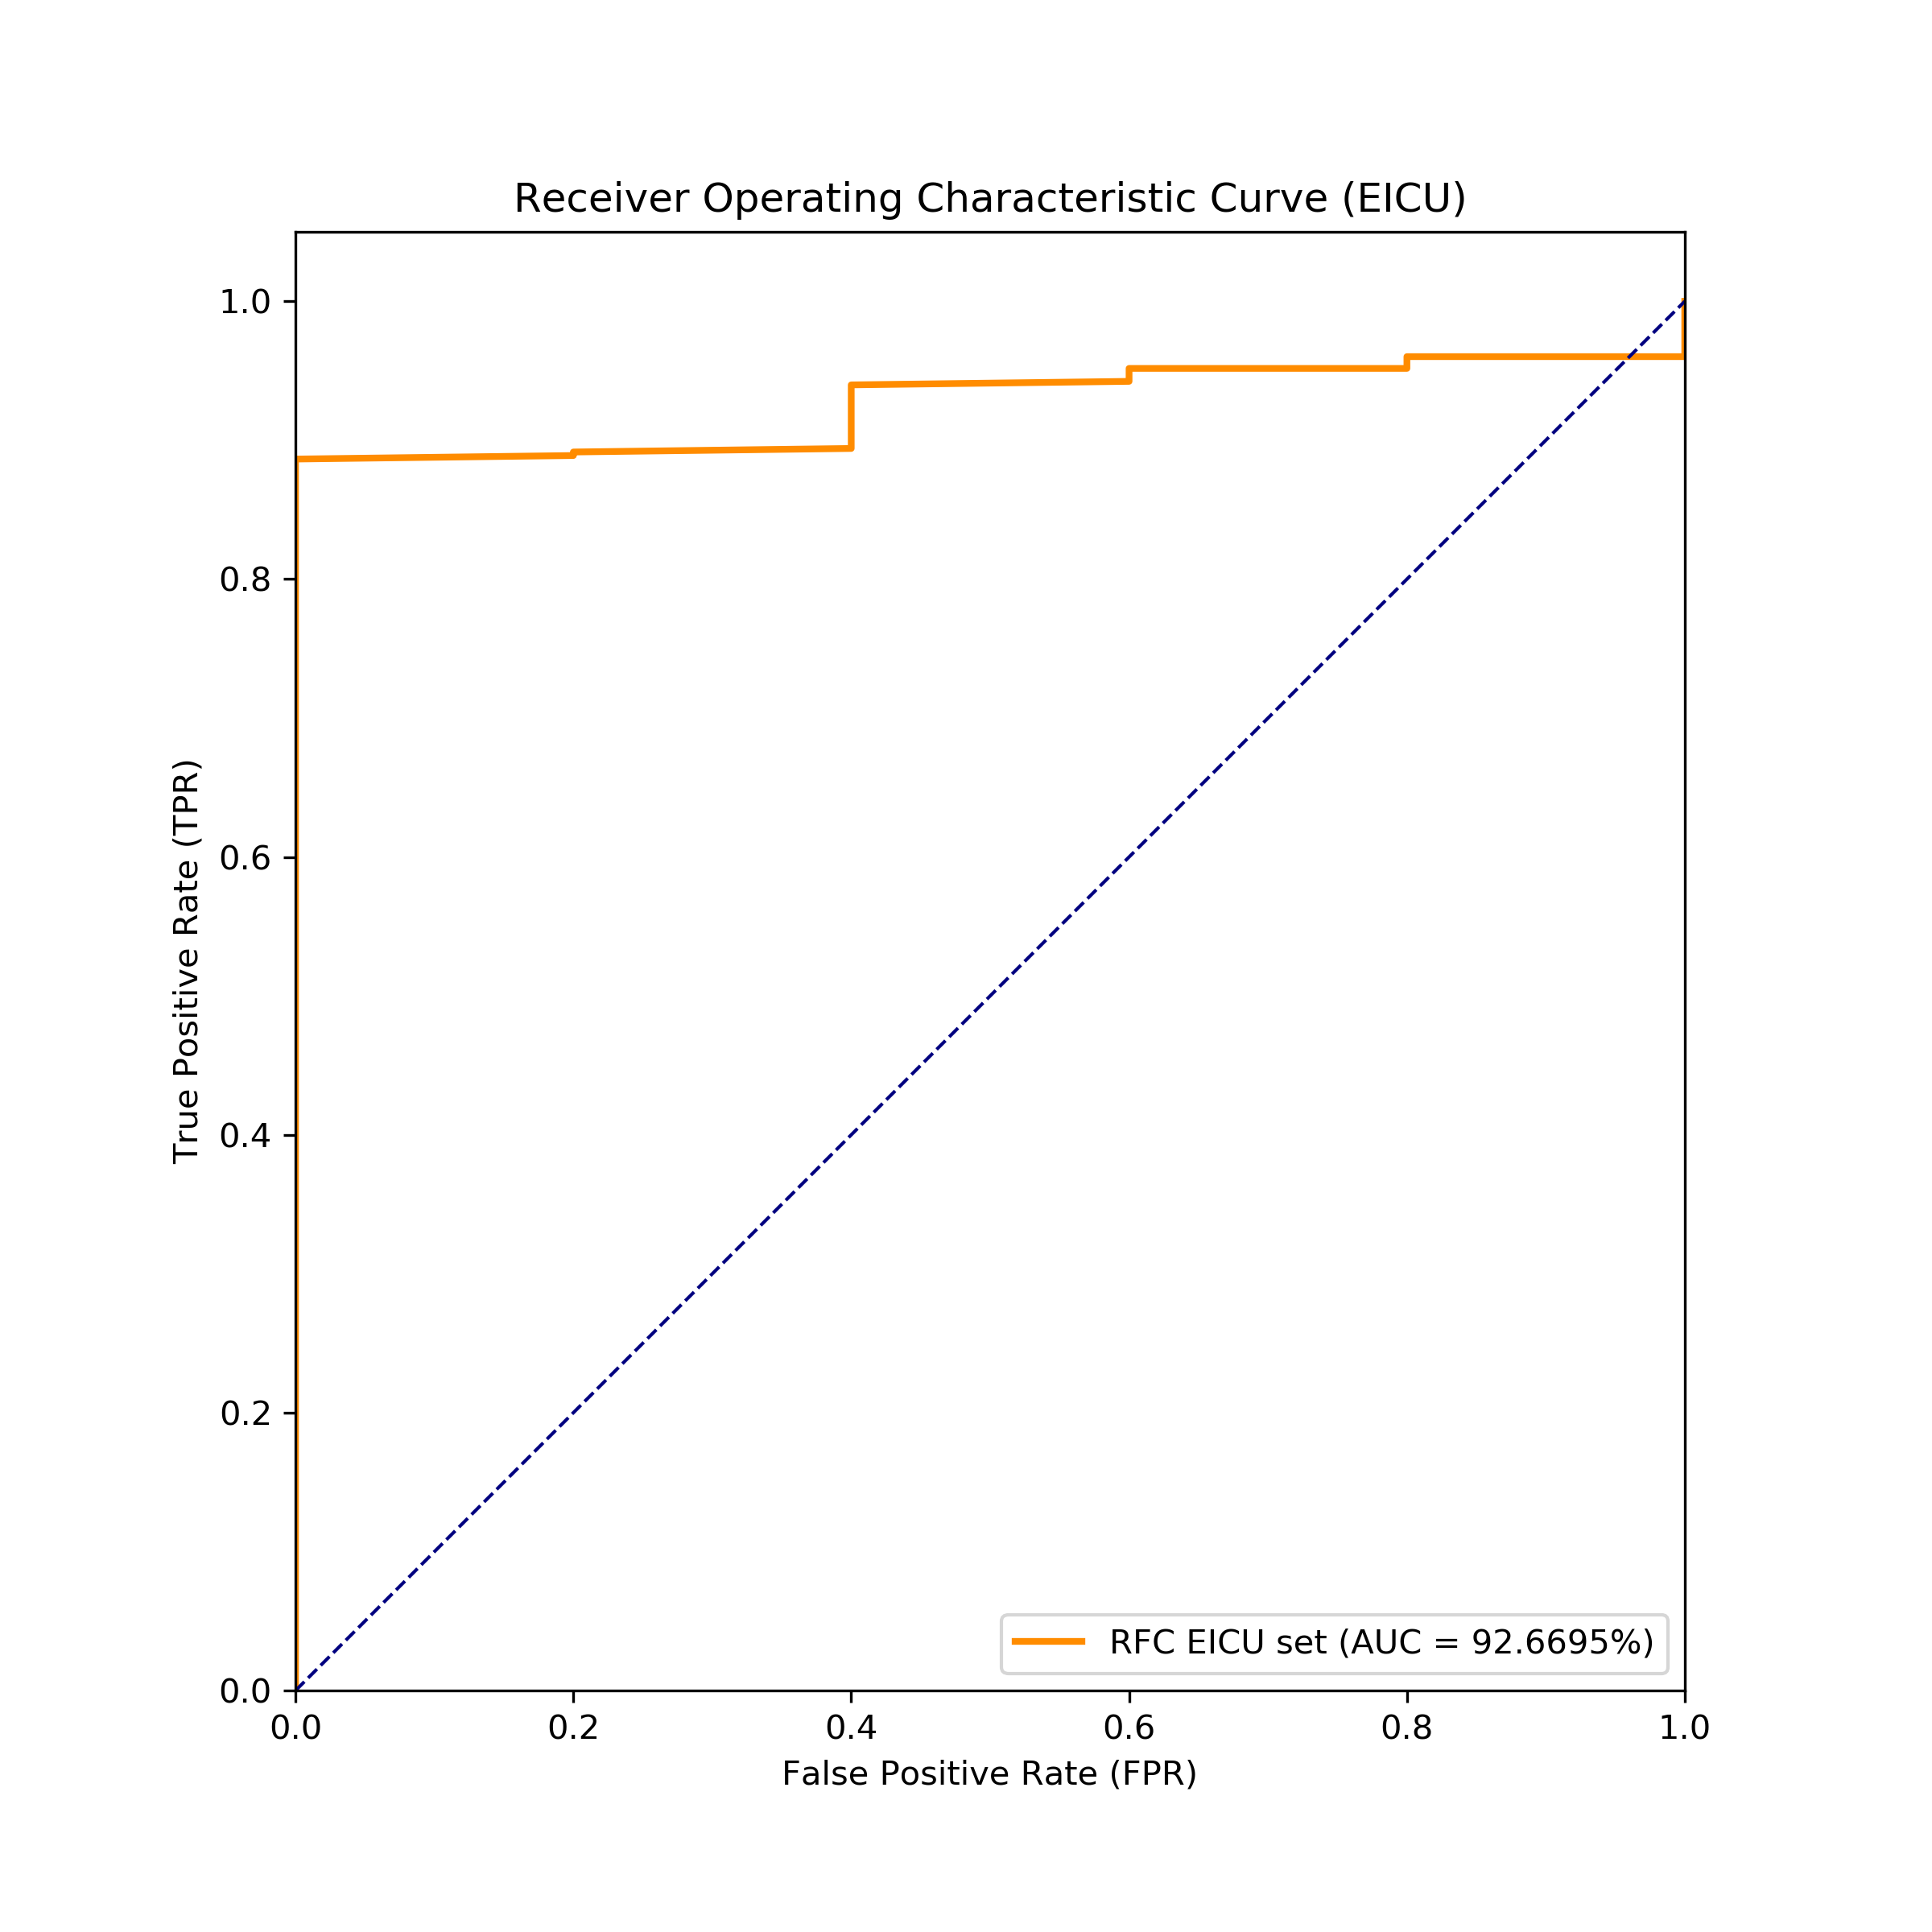 Receiver Operating Characteristic Curve (EICU)
1.0
0.8
0.6
0.4
0.2
0.0
True Positive Rate (TPR)
RFC EICU set (AUC = 92.6695%)
0.0 0.2 0.4 0.6 0.8 1.0
False Positive Rate (FPR)